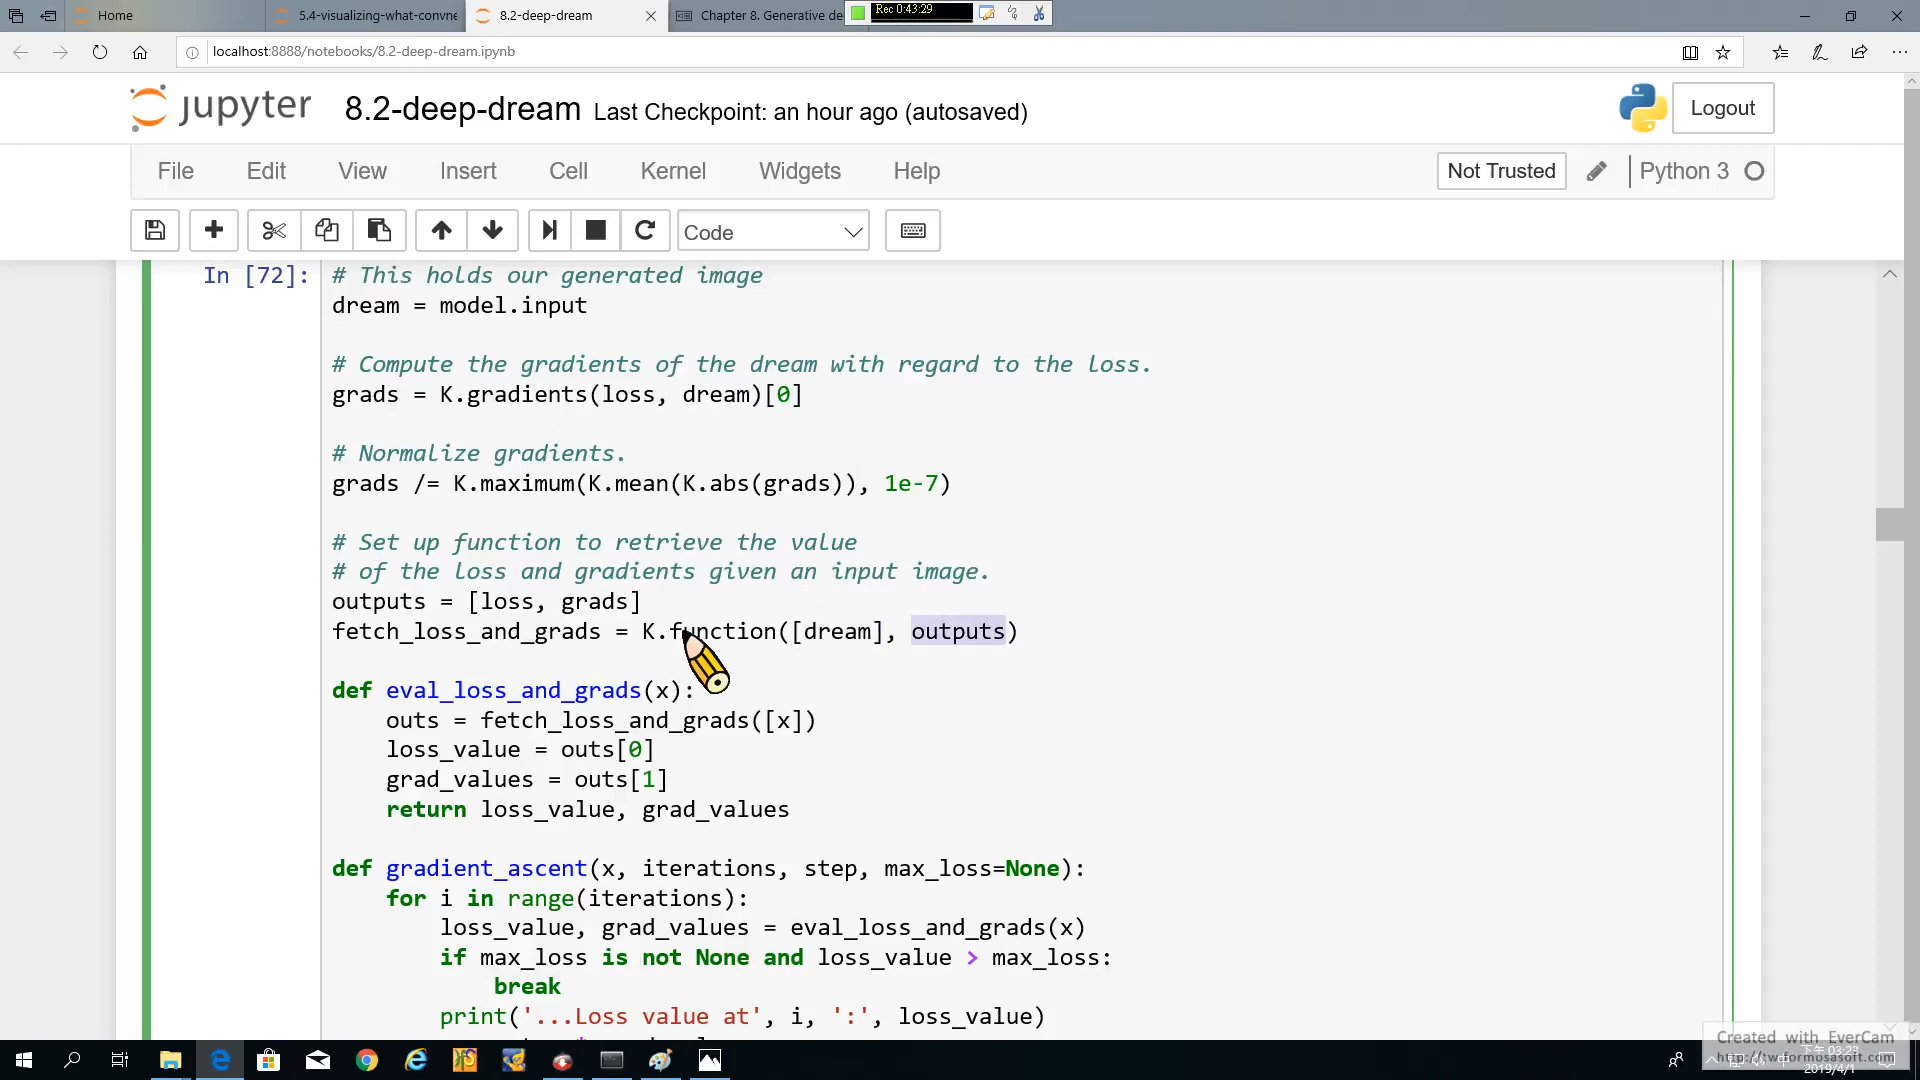 Home
5.4-visualizing-what-convne
8.2-deep-dream
Chapter 8. Generative de
Rec 0:43:29
localhost:8888/notebooks/8.2-deep-dream.ipynb
jupyter
8.2-deep-dream
Last Checkpoint: an hour ago (autosaved)
Logout
File Edit View Insert Cell Kernel Widgets Help
Not Trusted
Python 3
Code
In [72]:
# This holds our generated image
dream = model.input
# Compute the gradients of the dream with regard to the loss.
grads = K.gradients(loss, dream)[0]
# Normalize gradients.
grads /= K.maximum(K.mean(K.abs(grads)), 1e-7)
# Set up function to retrieve the value
# of the loss and gradients given an input image.
outputs = [loss, grads]
fetch_loss_and_grads = K.function([dream], outputs)
def eval_loss_and_grads(x):
    outs = fetch_loss_and_grads([x])
    loss_value = outs[0]
    grad_values = outs[1]
    return loss_value, grad_values
def gradient_ascent(x, iterations, step, max_loss=None):
    for i in range(iterations):
        loss_value, grad_values = eval_loss_and_grads(x)
        if max_loss is not None and loss_value > max_loss:
            break
        print('...Loss value at', i, ':', loss_value)
Created with EverCam
http://tw.formosasoft.com
下午 03:23
2019/4/1